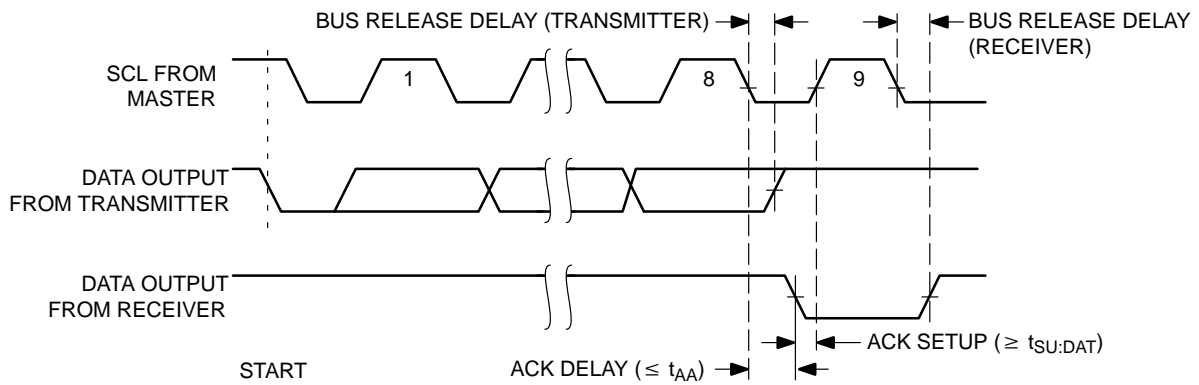 BUS RELEASE DELAY (TRANSMITTER)
BUS RELEASE DELAY
(RECEIVER)
SCL FROM
MASTER
1
8
9
DATA OUTPUT
FROM TRANSMITTER
DATA OUTPUT
FROM RECEIVER
START
ACK DELAY (≤ tAA)
ACK SETUP (≥ tSU:DAT)